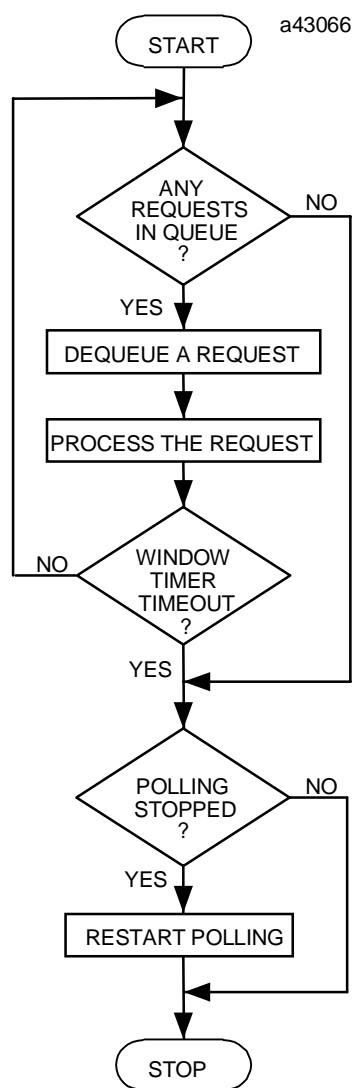 START
a43066
ANY
REQUESTS
IN QUEUE
?
NO
YES
DEQUEUE A REQUEST
PROCESS THE REQUEST
WINDOW
TIMER
TIMEOUT
?
NO
YES
POLLING
STOPPED
?
NO
YES
RESTART POLLING
STOP